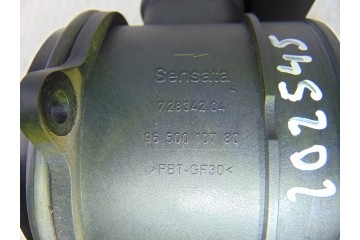 Sensata
7.28342.04
96 500 107 80
>PBT-GF30<
202545